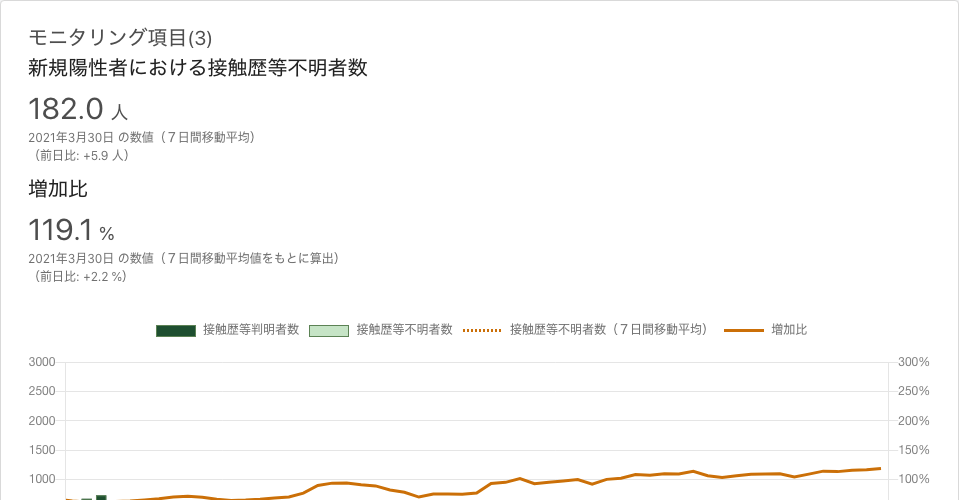 モニタリング項目(3)
新規陽性者における接触歴等不明者数
182.0 人
2021年3月30日 の数値（７日間移動平均）
（前日比: +5.9 人）
増加比
119.1 %
2021年3月30日 の数値（７日間移動平均値をもとに算出）
（前日比: +2.2 %）
接触歴等判明者数 接触歴等不明者数 接触歴等不明者数（７日間移動平均） 増加比
3000 300%
2500 250%
2000 200%
1500 150%
1000 100%